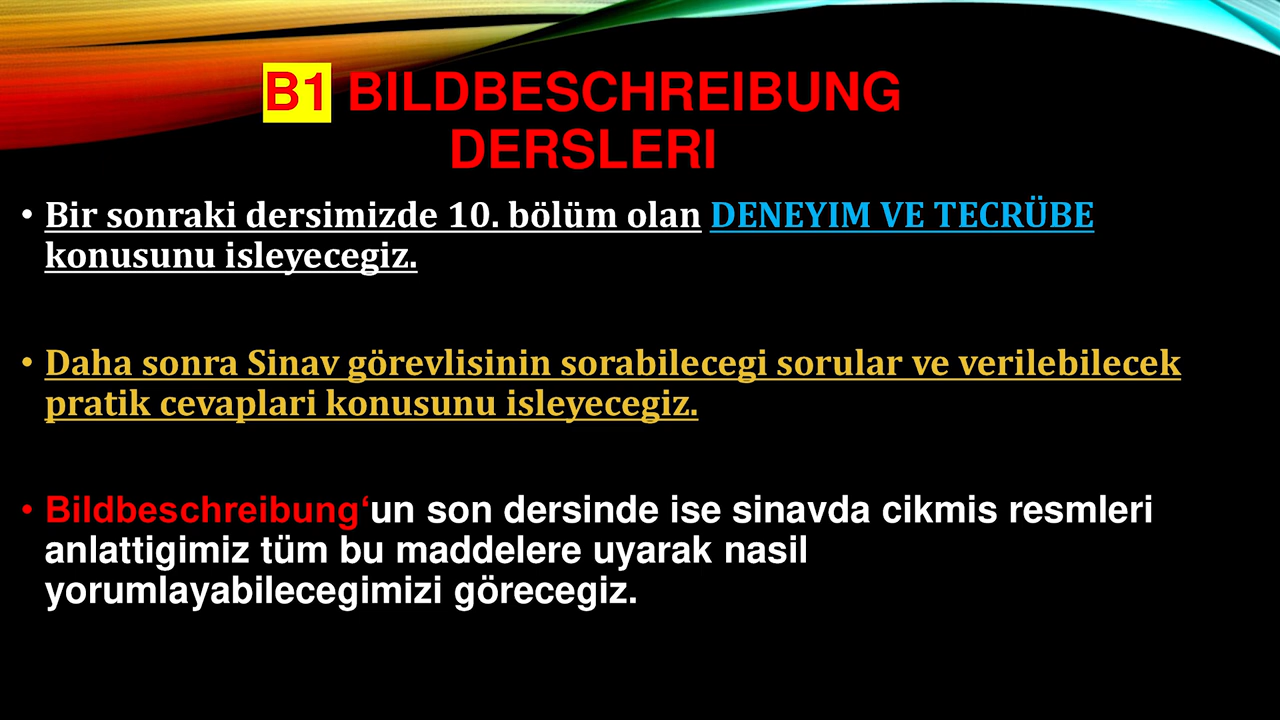 B1 BILDBESCHREIBUNG
DERSLERI
• Bir sonraki dersimizde 10. bölüm olan DENEYIM VE TECRÜBE
konusunu isleyecegiz.
• Daha sonra Sinav görevlisinin sorabilecegi sorular ve verilebilecek
pratik cevaplari konusunu isleyecegiz.
• Bildbeschreibung‘un son dersinde ise sinavda cikmis resmleri
anlattigimiz tüm bu maddelere uyarak nasil
yorumlayabilecegimizi görecegiz.